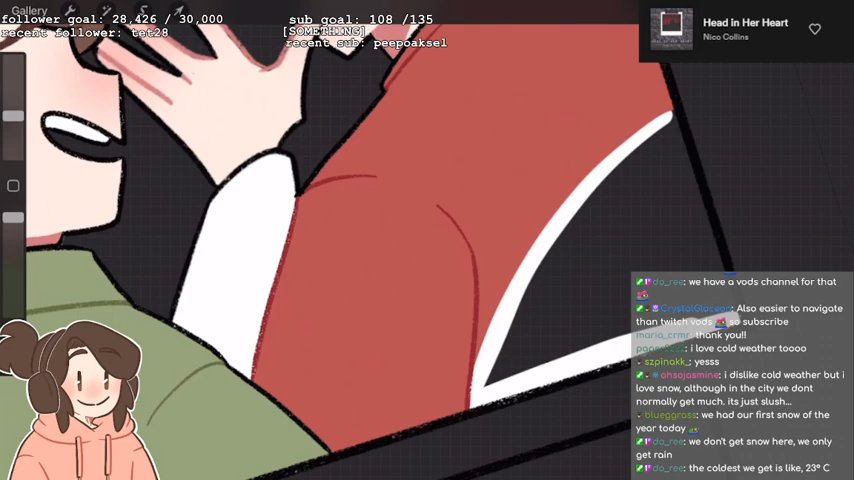 Gallery
follower goal: 28,426 / 30,000
recent follower: tet28
sub goal: 108 /135
[SOMETHING]
recent sub: peepoaksel
Head in Her Heart
Nico Collins
do_ree: we have a vods channel for that
Also easier to navigate
than twitch vods so subscribe
maria_crmr: thank you!!
i love cold weather toooo
szpinakk_: yesss
ohsojasmine: i dislike cold weather but i
love snow, although in the city we dont
normally get much. its just slush...
bluegrass: we had our first snow of the
year today
do_ree: we don't get snow here, we only
get rain
do_ree: the coldest we get is like, 23° C